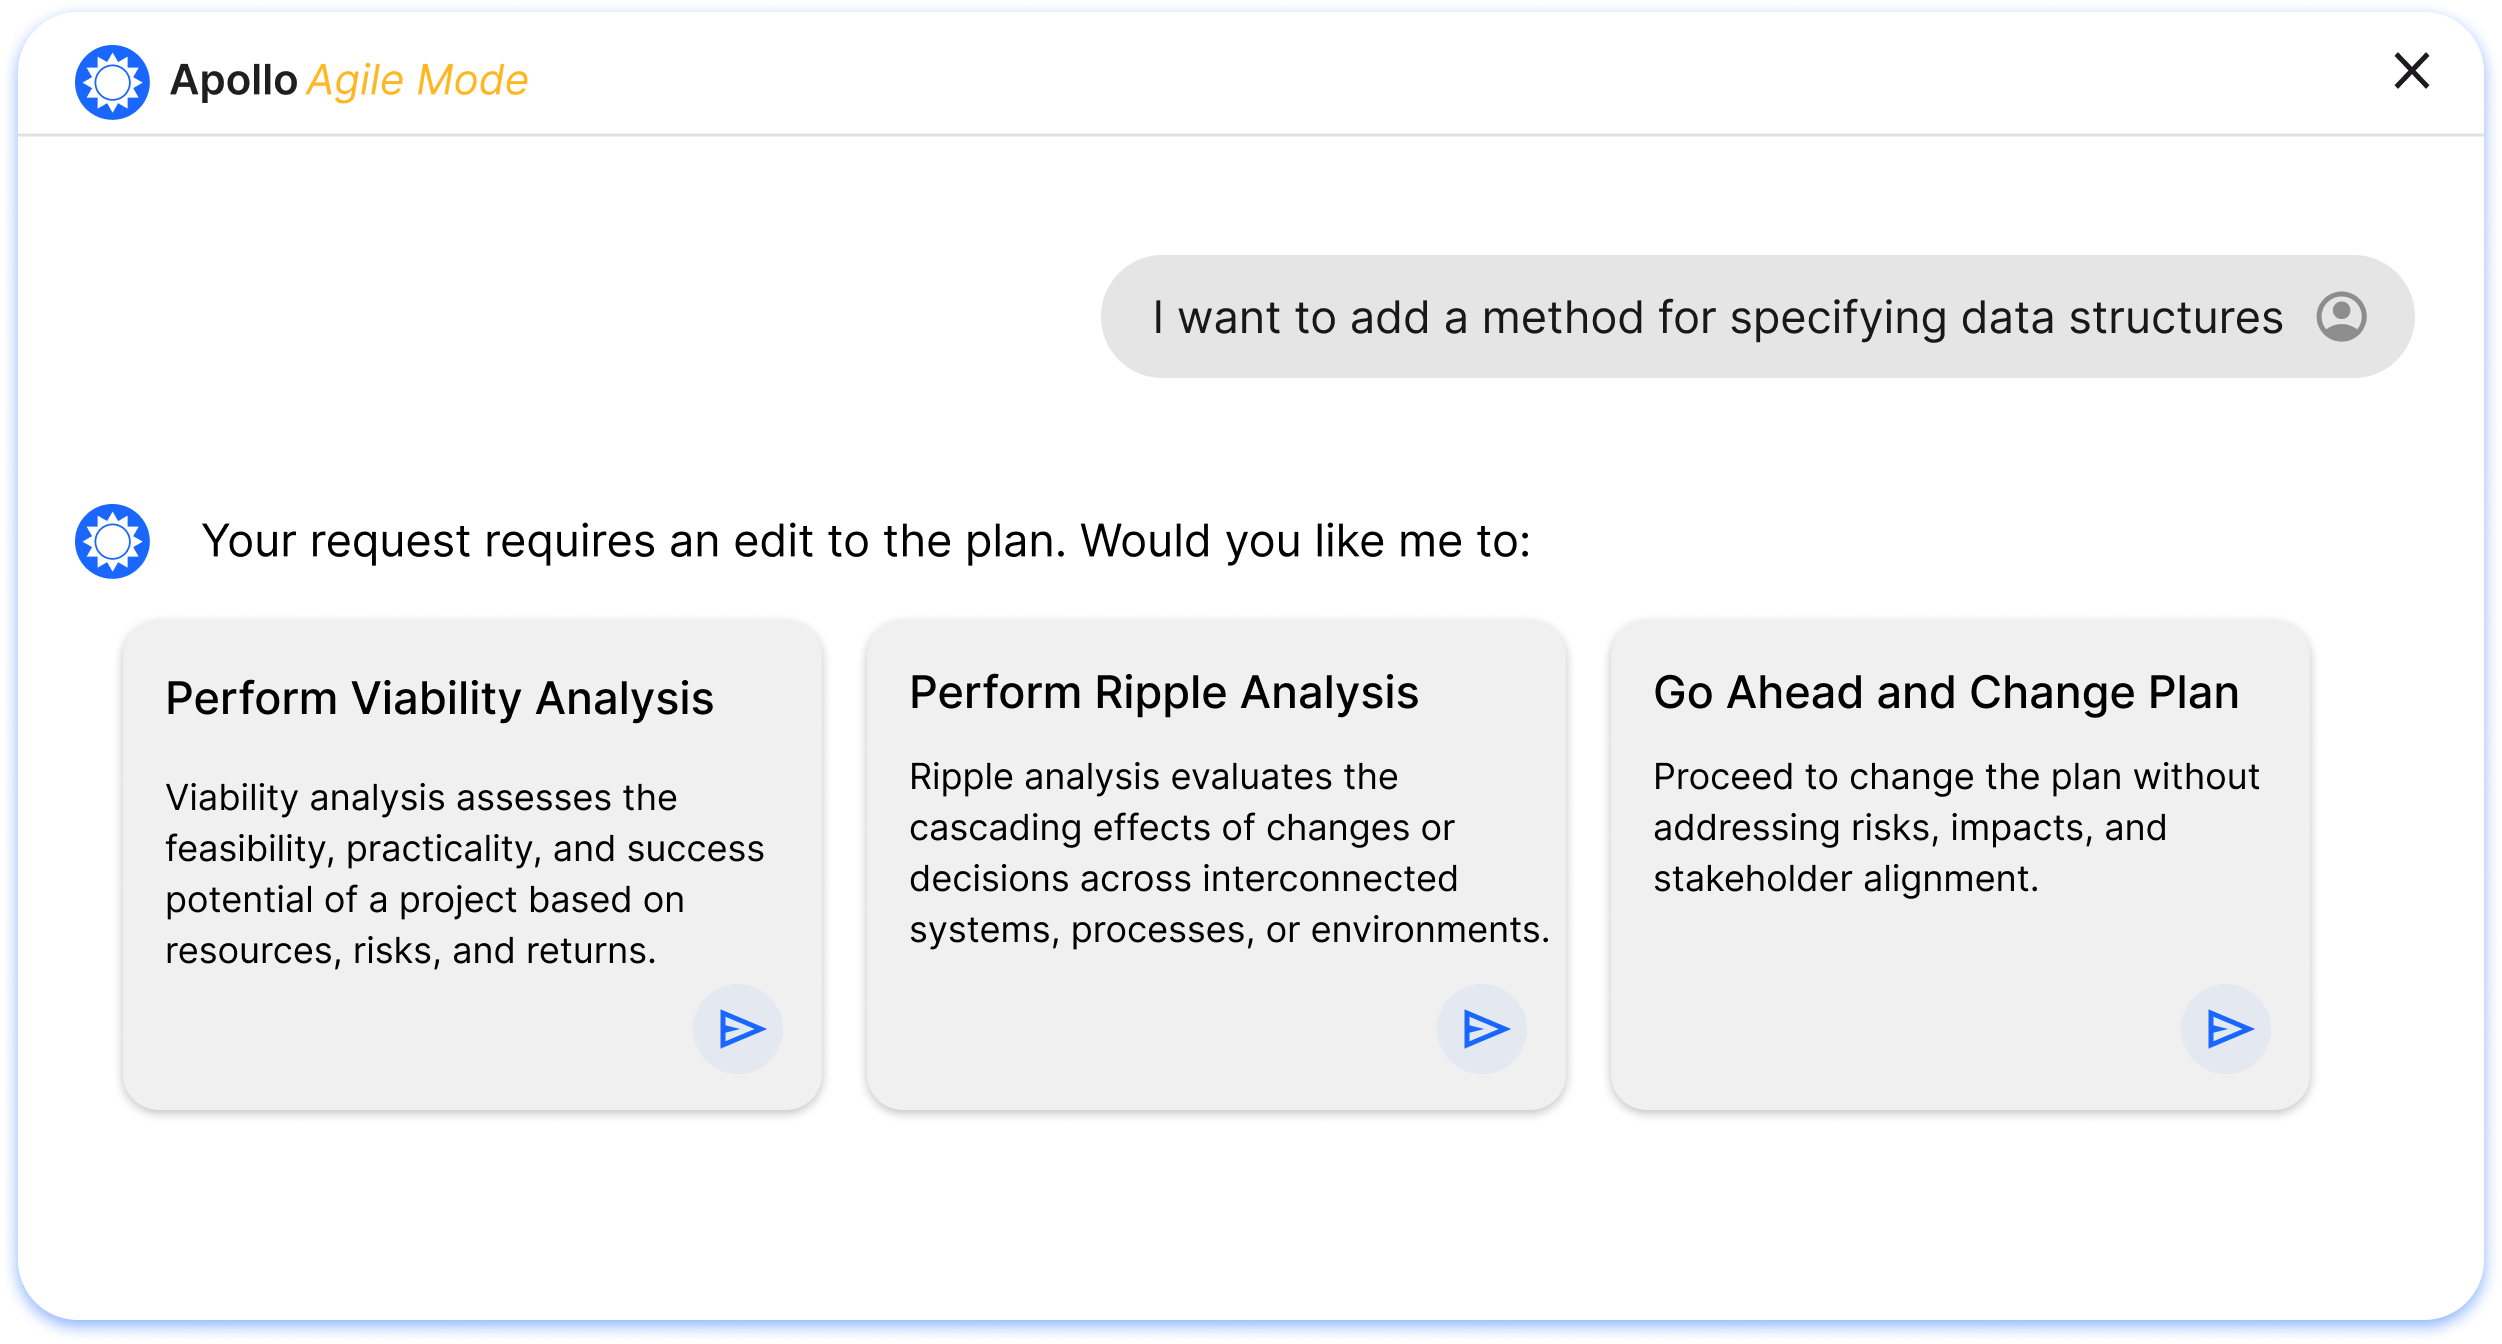 Apollo Agile Mode
I want to add a method for specifying data structures
Your request requires an edit to the plan. Would you like me to:
Perform Viability Analysis
Viability analysis assesses the
feasibility, practicality, and success
potential of a project based on
resources, risks, and returns.
Perform Ripple Analysis
Ripple analysis evaluates the
cascading effects of changes or
decisions across interconnected
systems, processes, or environments.
Go Ahead and Change Plan
Proceed to change the plan without
addressing risks, impacts, and
stakeholder alignment.